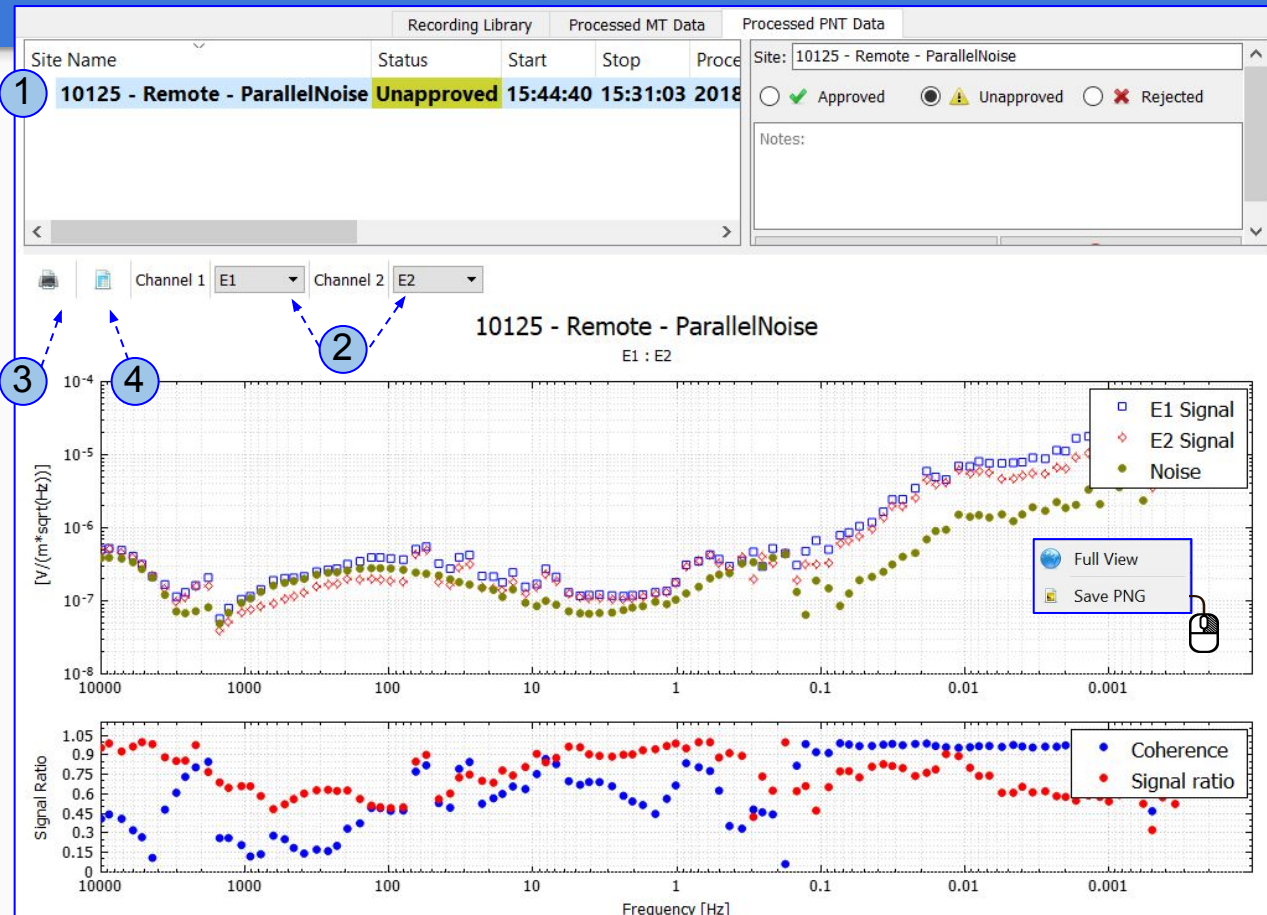 Recording Library Processed MT Data Processed PNT Data
Site Name Status Start Stop Proce
1 10125 - Remote - ParallelNoise Unapproved 15:44:40 15:31:03 2018
Site: 10125 - Remote - ParallelNoise
Approved Unapproved Rejected
Notes:
Channel 1 E1 Channel 2 E2
2
3 4
10125 - Remote - ParallelNoise
E1 : E2
[V/(m*sqrt(Hz))]
10-4
10-5
10-6
10-7
10-8
10000 1000 100 10 1 0.1 0.01 0.001
E1 Signal
E2 Signal
Noise
Full View
Save PNG
Signal Ratio
1.05
0.9
0.75
0.6
0.45
0.3
0.15
0
10000 1000 100 10 1 0.1 0.01 0.001
Coherence
Signal ratio
Frequency [Hz]